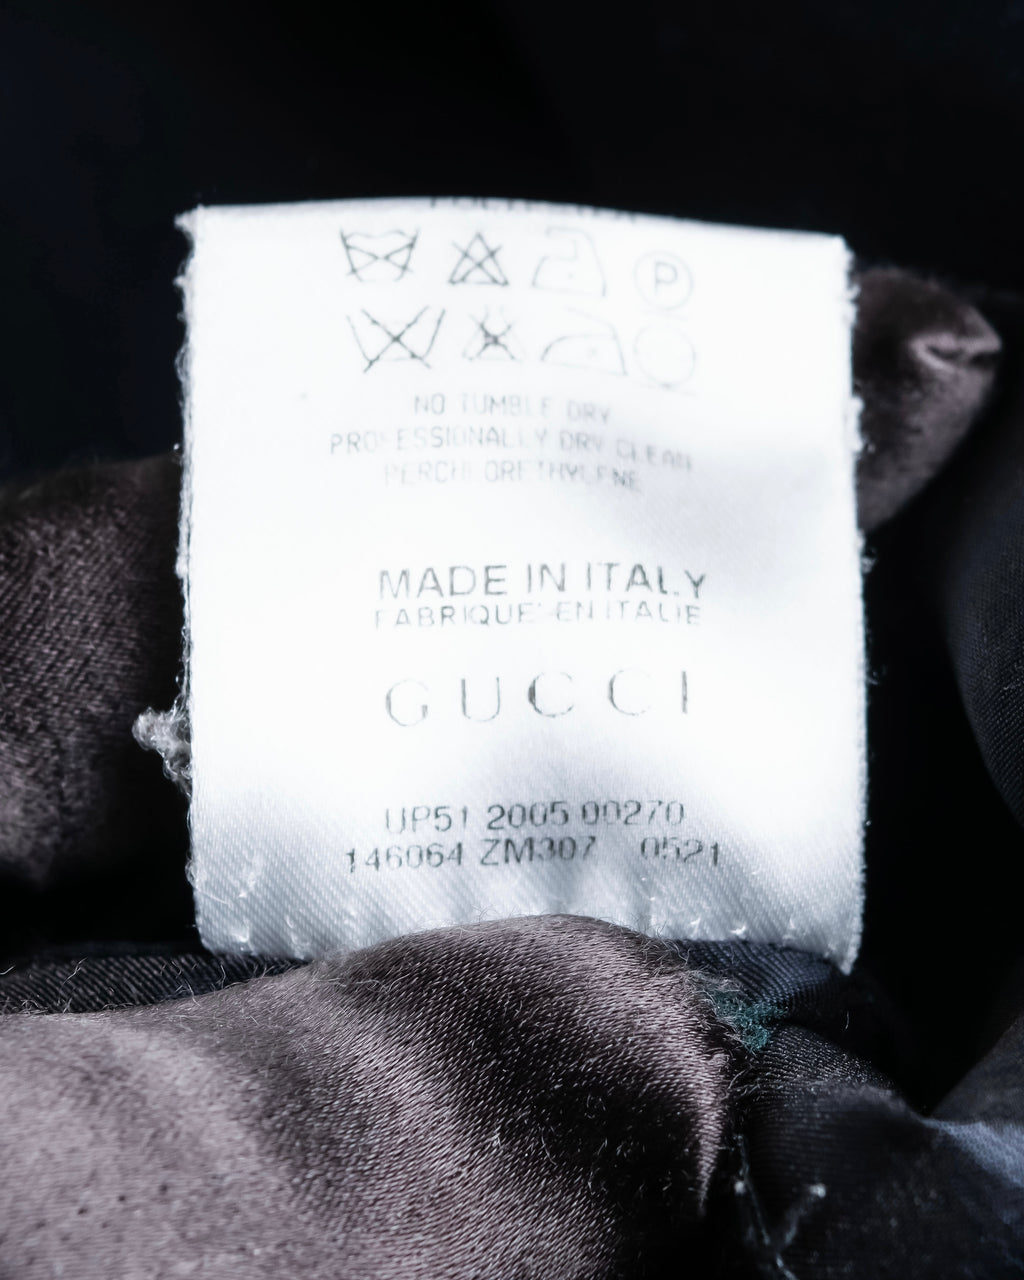 P
NO TUMBLE DRY
PROFESSIONALLY DRY CLEAN
PERCHLORETHYLENE
MADE IN ITALY
FABRIQUE' EN ITALIE
GUCCI
UP51 2005 00270
146064 ZM307 0521